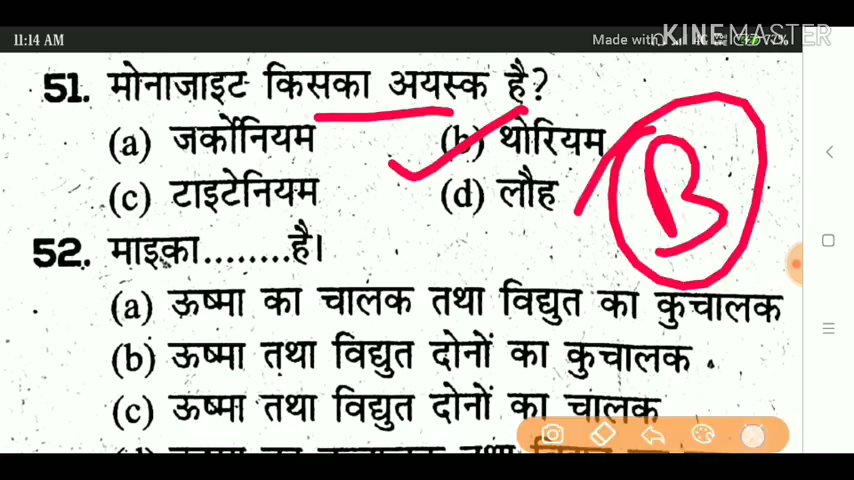 11:14 AM
Made with
KINEMASTER
77%
51. मोनाजाइट किसका अयस्क है?
(a) जर्कोनियम (b) थोरियम
(c) टाइटेनियम (d) लौह
B
52. माइका........है।
(a) ऊष्मा का चालक तथा विद्युत का कुचालक
(b) ऊष्मा तथा विद्युत दोनों का कुचालक
(c) ऊष्मा तथा विद्युत दोनों का चालक